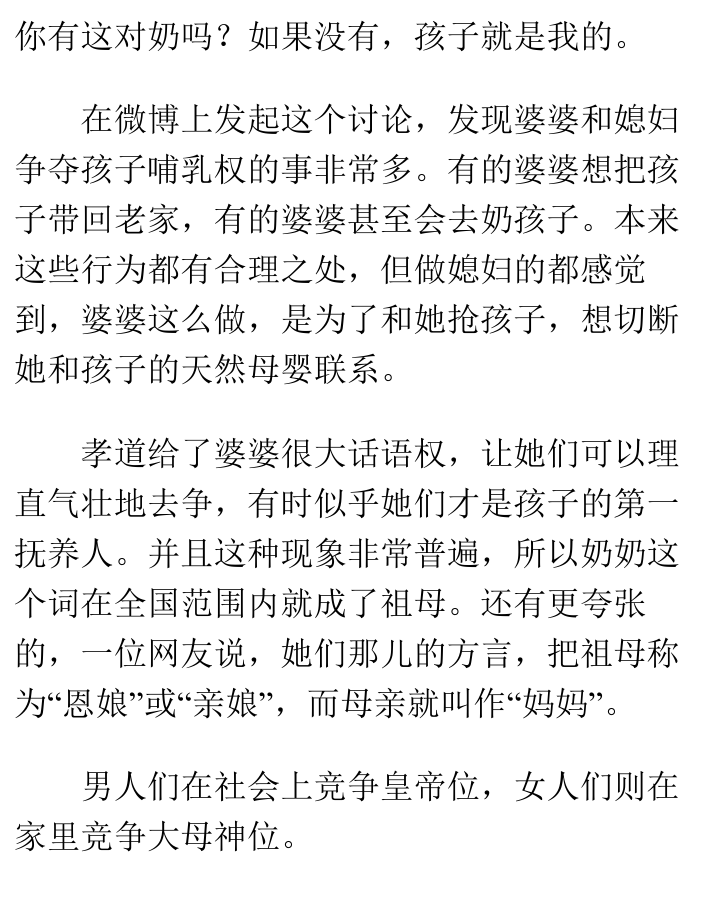 你有这对奶吗？如果没有，孩子就是我的。
在微博上发起这个讨论，发现婆婆和媳妇
争夺孩子哺乳权的事非常多。有的婆婆想把孩
子带回老家，有的婆婆甚至会去奶孩子。本来
这些行为都有合理之处，但做媳妇的都感觉
到，婆婆这么做，是为了和她抢孩子，想切断
她和孩子的天然母婴联系。
孝道给了婆婆很大话语权，让她们可以理
直气壮地去争，有时似乎她们才是孩子的第一
抚养人。并且这种现象非常普遍，所以奶奶这
个词在全国范围内就成了祖母。还有更夸张
的，一位网友说，她们那儿的方言，把祖母称
为“恩娘”或“亲娘”，而母亲就叫作“妈妈”。
男人们在社会上竞争皇帝位，女人们则在
家里竞争大母神位。